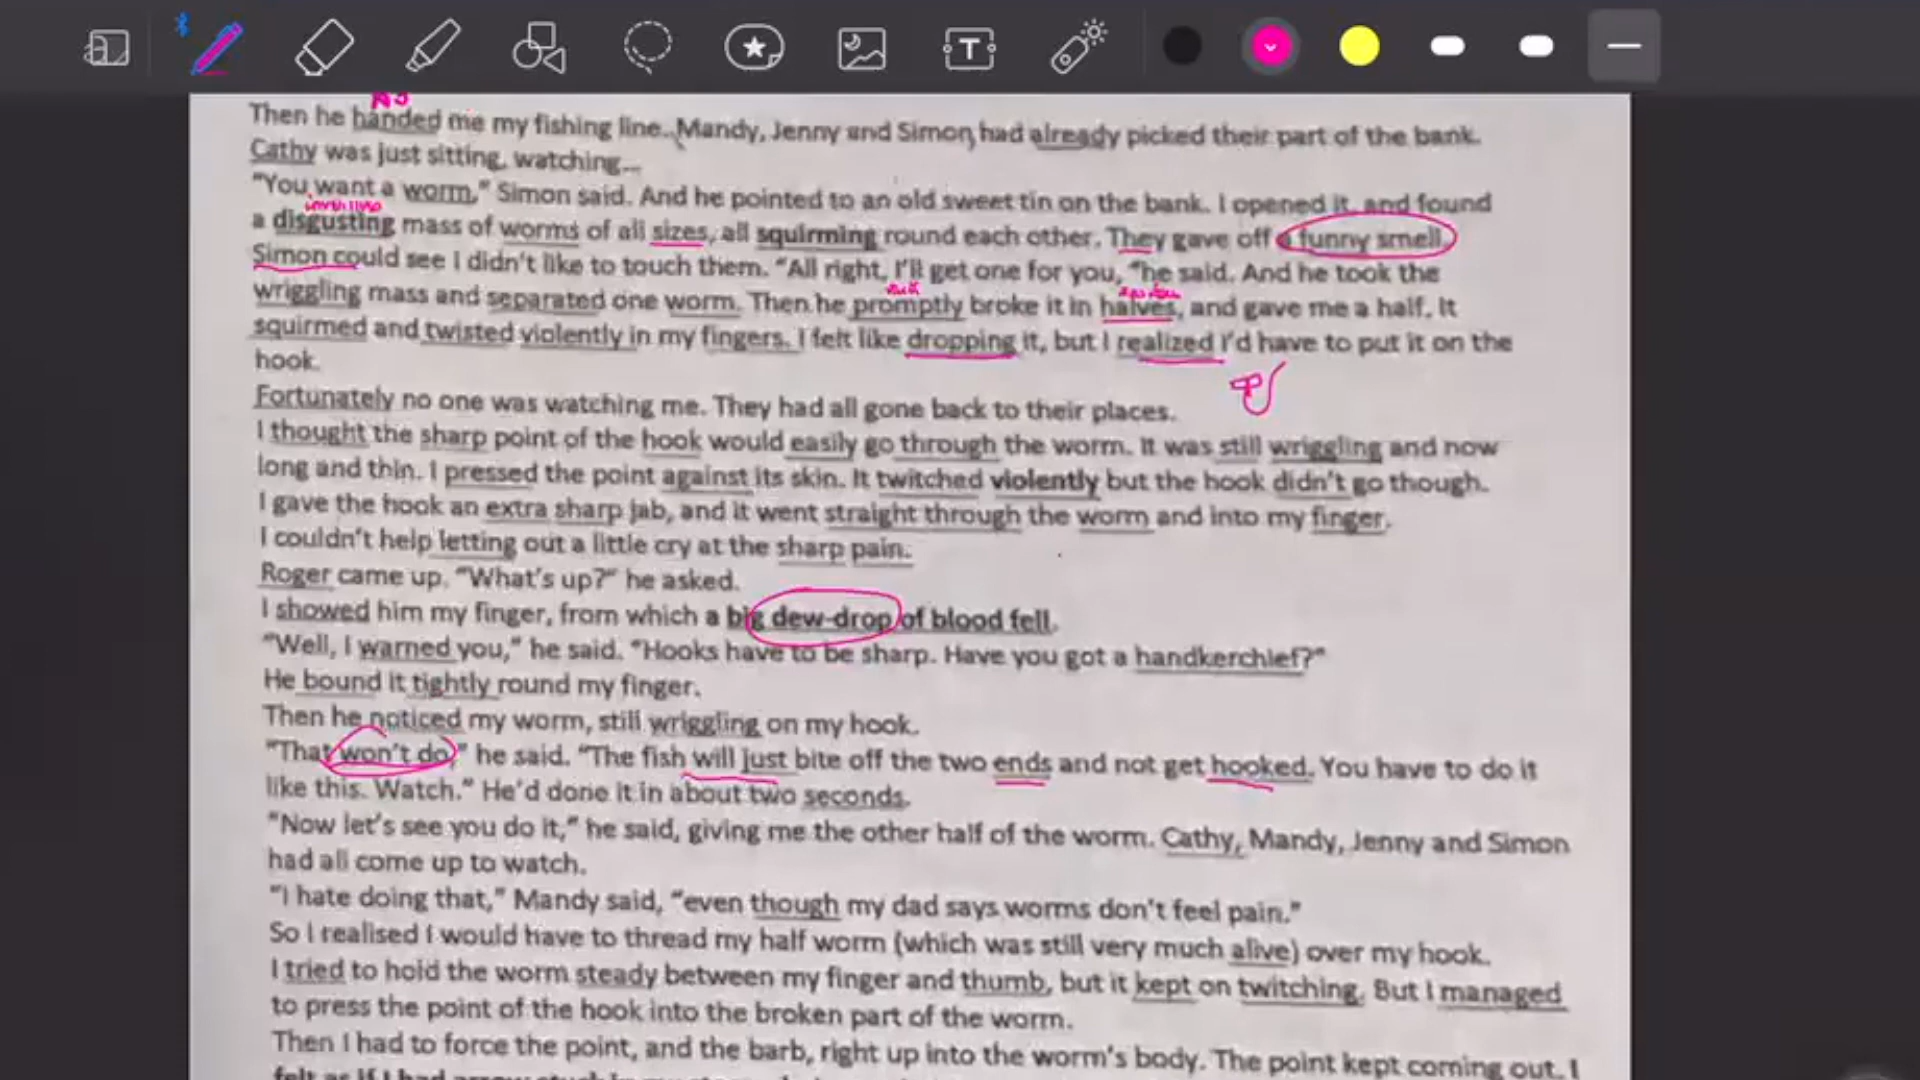 Then he handed me my fishing line. Mandy, Jenny and Simon, had already picked their part of the bank.
Cathy was just sitting, watching...
"You want a worm," Simon said. And he pointed to an old sweet tin on the bank. I opened it, and found
a disgusting mass of worms of all sizes, all squirming round each other. They gave off a funny smell.
Simon could see I didn't like to touch them. "All right, I'll get one for you, "he said. And he took the
wriggling mass and separated one worm. Then he promptly broke it in halves, and gave me a half. It
squirmed and twisted violently in my fingers. I felt like dropping it, but I realized I'd have to put it on the
hook.
Fortunately no one was watching me. They had all gone back to their places.
I thought the sharp point of the hook would easily go through the worm. It was still wriggling and now
long and thin. I pressed the point against its skin. It twitched violently but the hook didn't go though.
I gave the hook an extra sharp jab, and it went straight through the worm and into my finger.
I couldn't help letting out a little cry at the sharp pain.
Roger came up. "What's up?" he asked.
I showed him my finger, from which a big dew-drop of blood fell.
"Well, I warned you," he said. "Hooks have to be sharp. Have you got a handkerchief?"
He bound it tightly round my finger.
Then he noticed my worm, still wriggling on my hook.
"That won't do," he said. "The fish will just bite off the two ends and not get hooked. You have to do it
like this. Watch." He'd done it in about two seconds.
"Now let's see you do it," he said, giving me the other half of the worm. Cathy, Mandy, Jenny and Simon
had all come up to watch.
"I hate doing that," Mandy said, "even though my dad says worms don't feel pain."
So I realised I would have to thread my half worm (which was still very much alive) over my hook.
I tried to hold the worm steady between my finger and thumb, but it kept on twitching. But I managed
to press the point of the hook into the broken part of the worm.
Then I had to force the point, and the barb, right up into the worm's body. The point kept coming out. I
felt as if I had